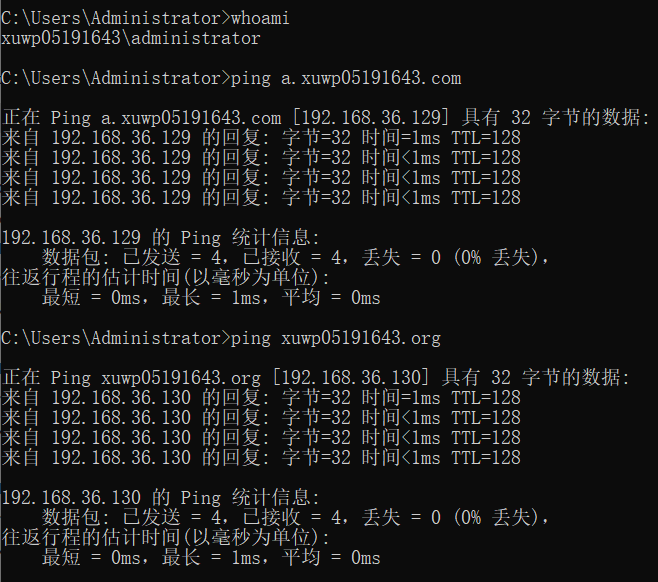 C:\Users\Administrator>whoami
xuwp05191643\administrator
C:\Users\Administrator>ping a.xuwp05191643.com
正在 Ping a.xuwp05191643.com [192.168.36.129] 具有 32 字节的数据:
来自 192.168.36.129 的回复: 字节=32 时间=1ms TTL=128
来自 192.168.36.129 的回复: 字节=32 时间<1ms TTL=128
来自 192.168.36.129 的回复: 字节=32 时间<1ms TTL=128
来自 192.168.36.129 的回复: 字节=32 时间<1ms TTL=128
192.168.36.129 的 Ping 统计信息:
数据包: 已发送 = 4，已接收 = 4，丢失 = 0 (0% 丢失)，
往返行程的估计时间(以毫秒为单位):
最短 = 0ms，最长 = 1ms，平均 = 0ms
C:\Users\Administrator>ping xuwp05191643.org
正在 Ping xuwp05191643.org [192.168.36.130] 具有 32 字节的数据:
来自 192.168.36.130 的回复: 字节=32 时间=1ms TTL=128
来自 192.168.36.130 的回复: 字节=32 时间<1ms TTL=128
来自 192.168.36.130 的回复: 字节=32 时间<1ms TTL=128
来自 192.168.36.130 的回复: 字节=32 时间<1ms TTL=128
192.168.36.130 的 Ping 统计信息:
数据包: 已发送 = 4，已接收 = 4，丢失 = 0 (0% 丢失)，
往返行程的估计时间(以毫秒为单位):
最短 = 0ms，最长 = 1ms，平均 = 0ms